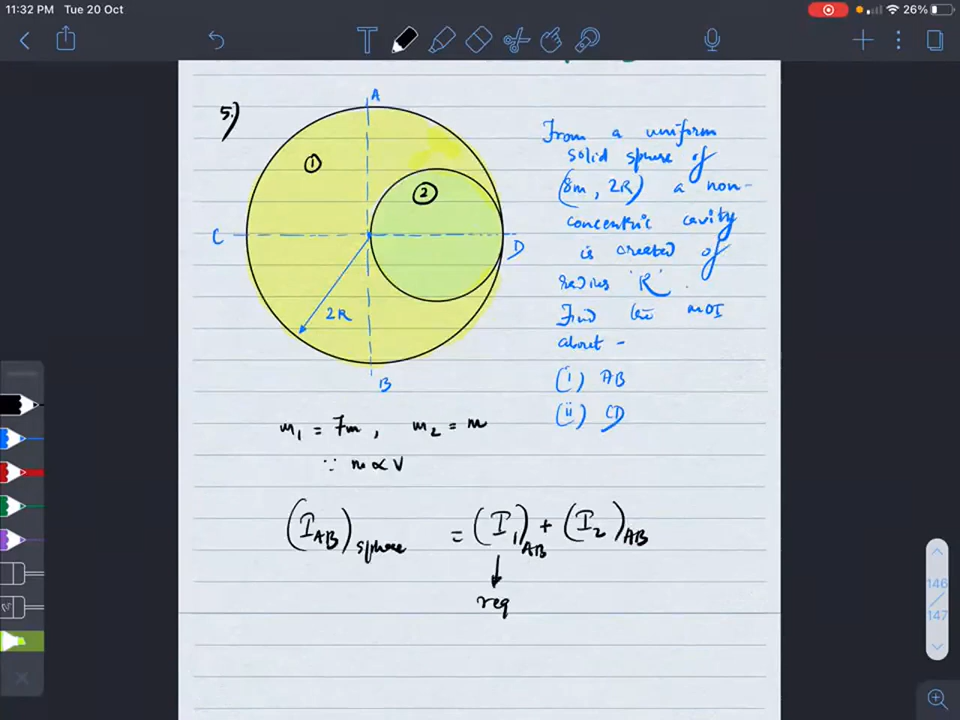 11:32 PM Tue 20 Oct
26%
5.)
A
①
②
C
D
2R
B
From a uniform
solid sphere of
(8m, 2R) a non-
concentric cavity
is created of
radius 'R'.
Find the MOI
about -
(i) AB
(ii) CD
m₁ = 7m, m₂ = m
∵ m ∝ V
(I_AB)_sphere = (I₁)_AB + (I₂)_AB
req
146
147